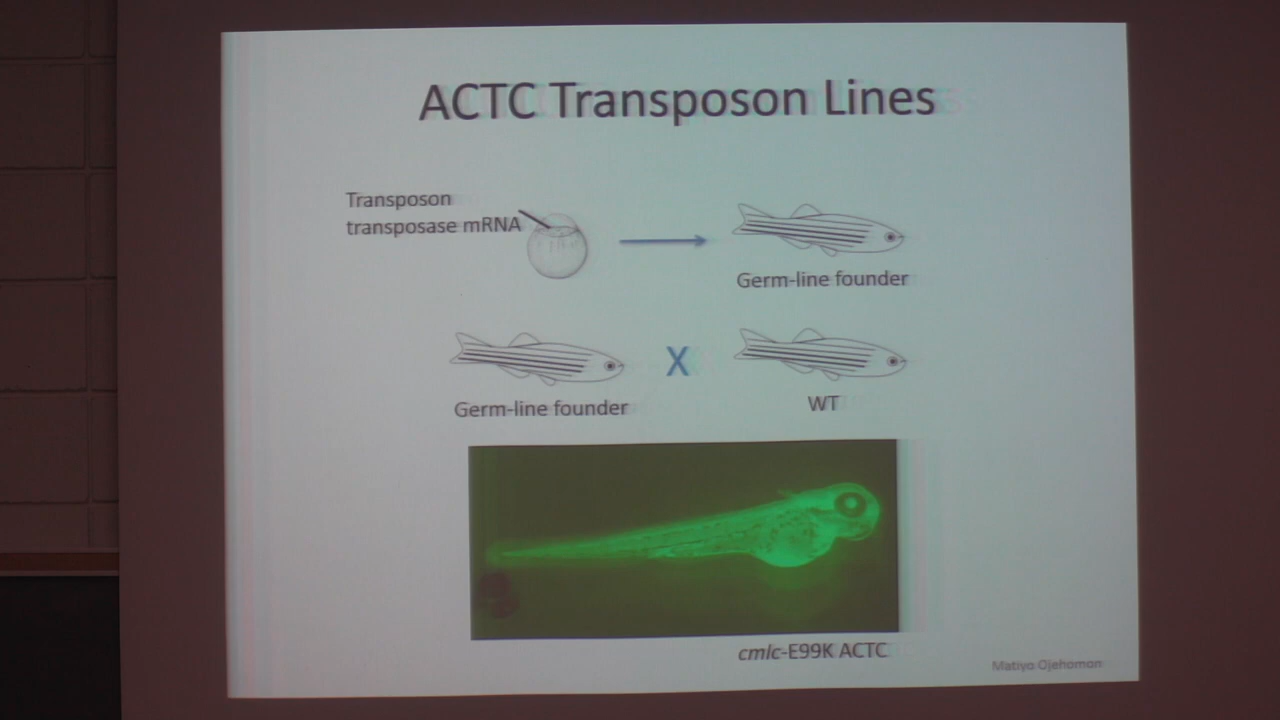 ACTC Transposon Lines
Transposon
transposase mRNA
Germ-line founder
X
Germ-line founder
WT
cmlc-E99K ACTC
Matiyo Ojehomon